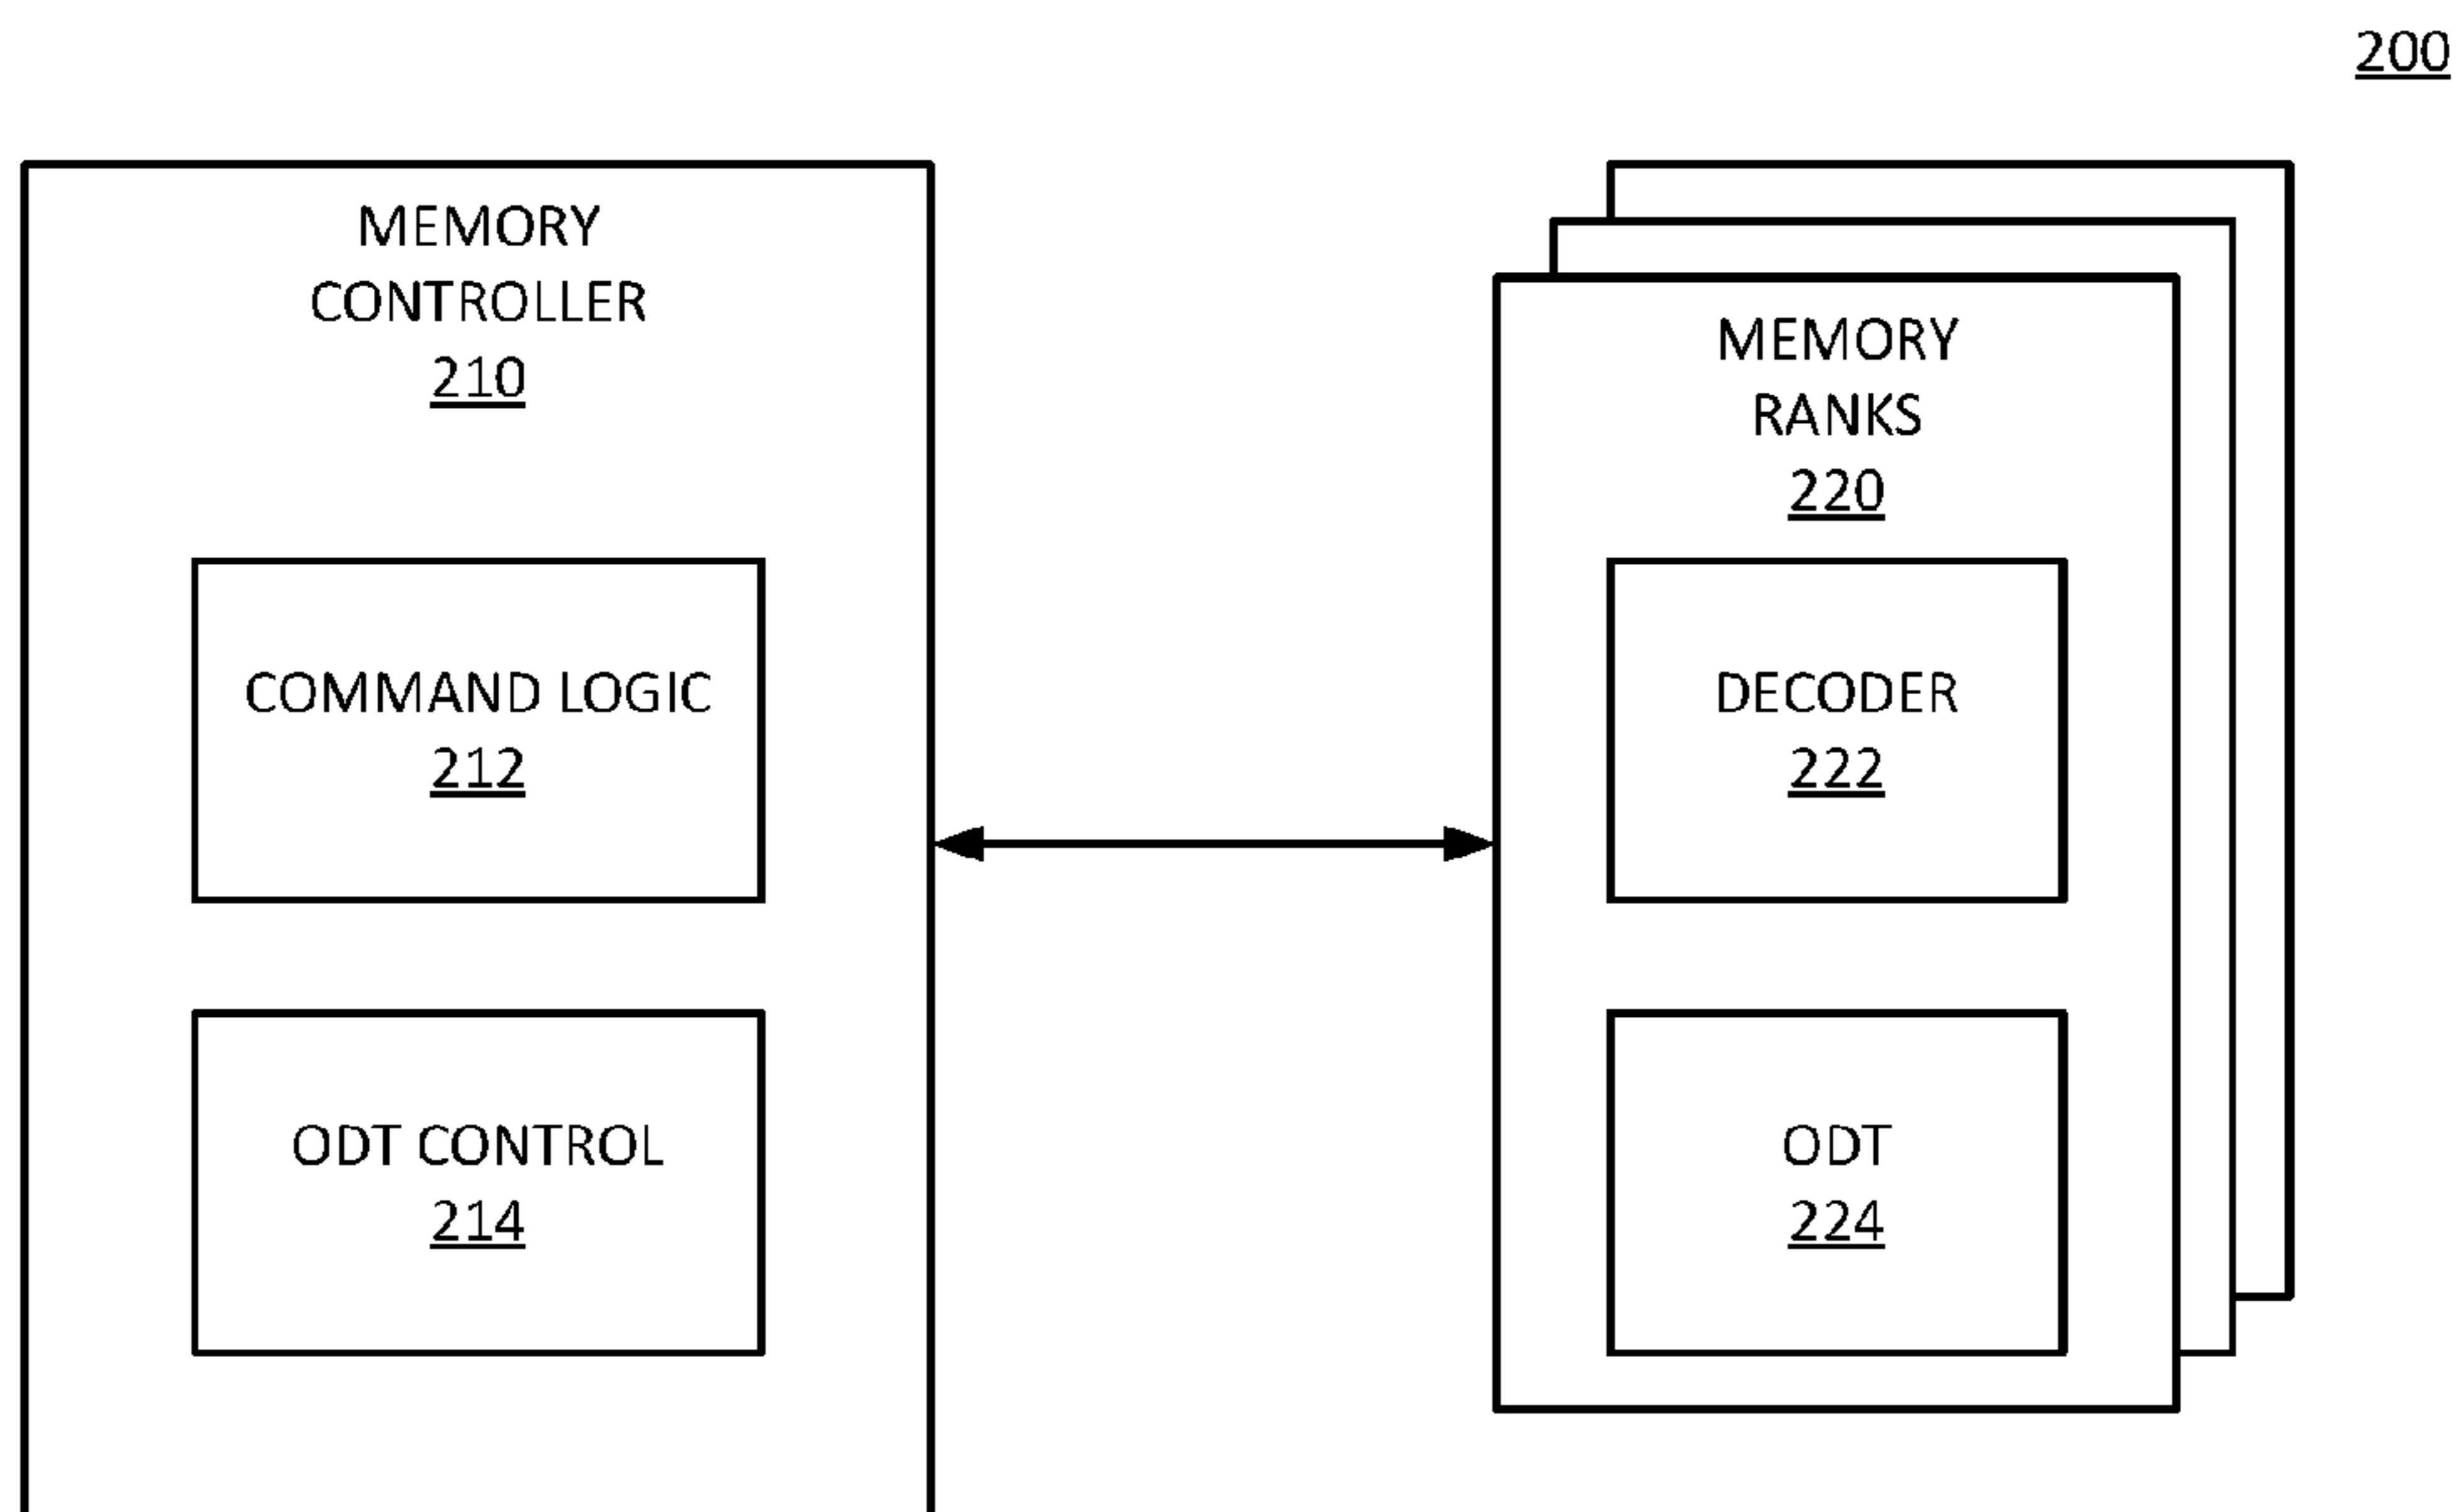 200
MEMORY
CONTROLLER
210
COMMAND LOGIC
212
ODT CONTROL
214
MEMORY
RANKS
220
DECODER
222
ODT
224